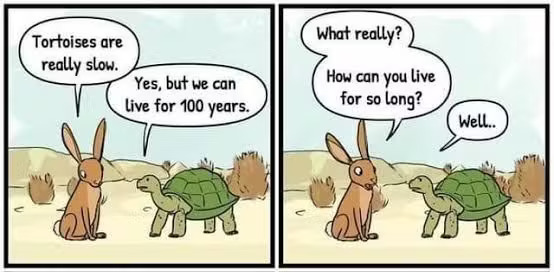 Tortoises are
really slow.
Yes, but we can
live for 100 years.
What really?
How can you live
for so long?
Well..